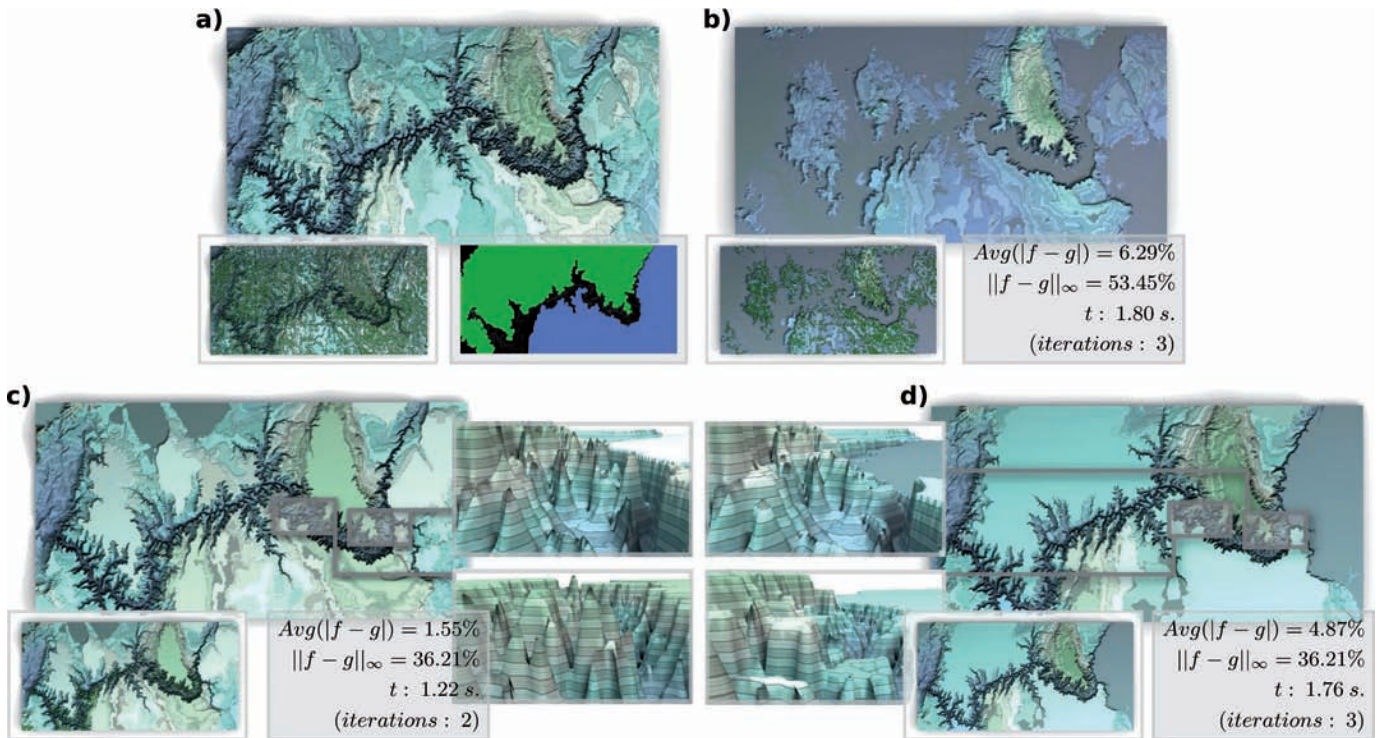 a)
b)
Avg(|f − g|) = 6.29%
||f − g||∞ = 53.45%
t : 1.80 s.
(iterations : 3)
c)
d)
Avg(|f − g|) = 1.55%
||f − g||∞ = 36.21%
t : 1.22 s.
(iterations : 2)
Avg(|f − g|) = 4.87%
||f − g||∞ = 36.21%
t : 1.76 s.
(iterations : 3)